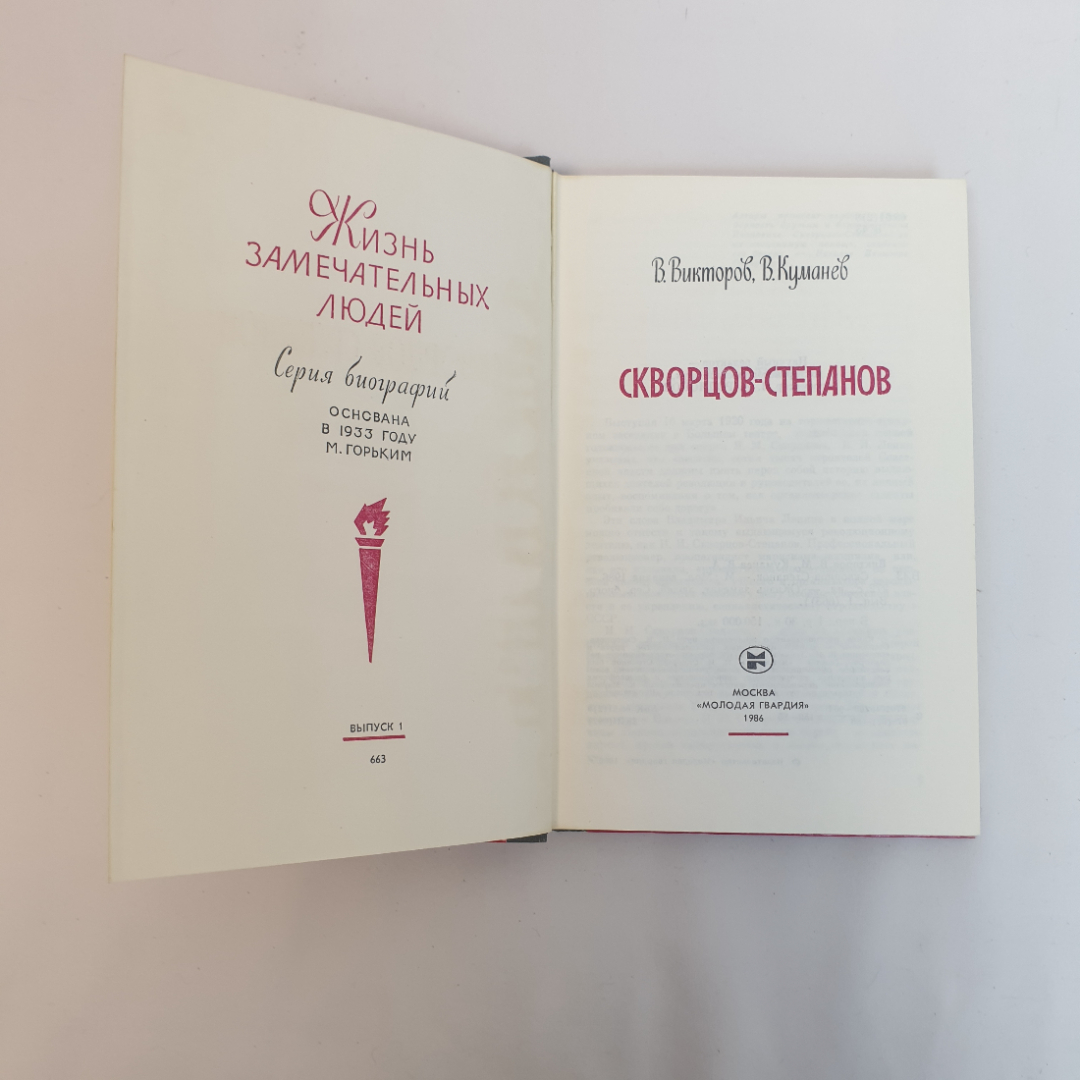 Жизнь
ЗАМЕЧАТЕЛЬНЫХ
ЛЮДЕЙ
Серия биографий
ОСНОВАНА
В 1933 ГОДУ
М. ГОРЬКИМ
ВЫПУСК 1
663
В. Викторов, В. Куманев
СКВОРЦОВ-СТЕПАНОВ
МОСКВА
«МОЛОДАЯ ГВАРДИЯ»
1986